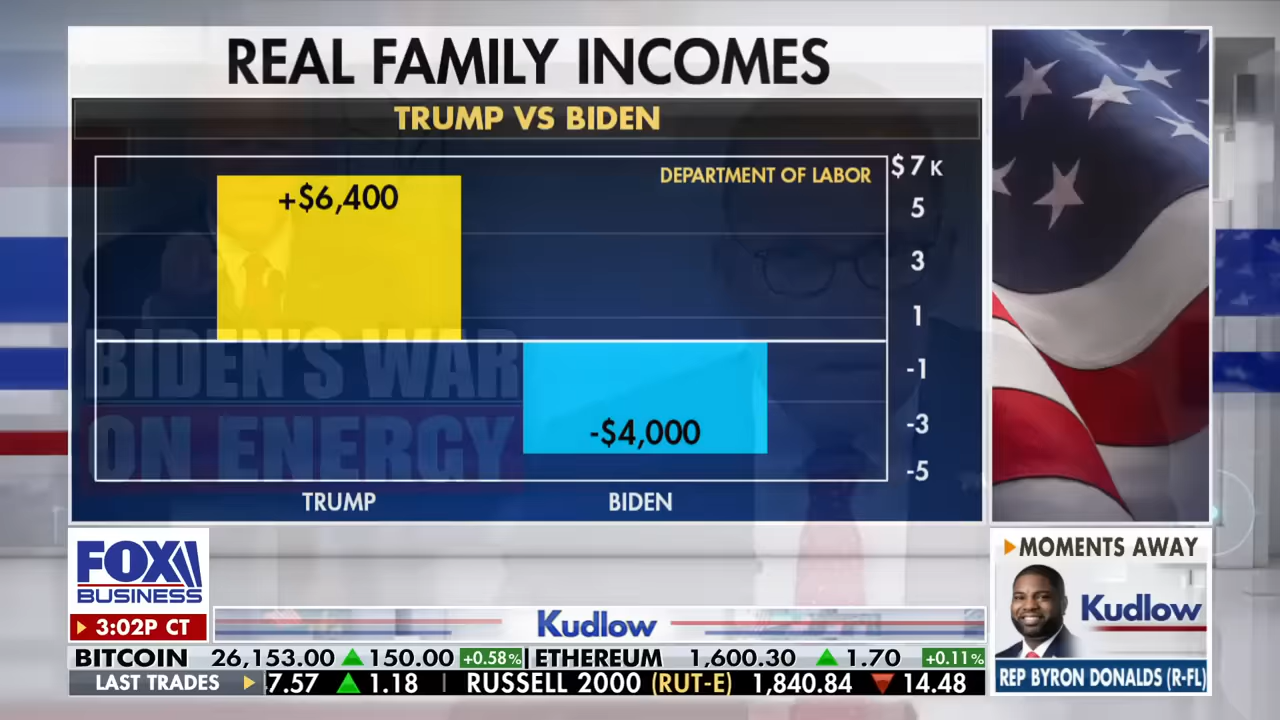 REAL FAMILY INCOMES
TRUMP VS BIDEN
DEPARTMENT OF LABOR
+$6,400
-$4,000
$7K
5
3
1
-1
-3
-5
BIDEN'S WAR
ON ENERGY
TRUMP
BIDEN
FOX
BUSINESS
3:02P CT
Kudlow
MOMENTS AWAY
Kudlow
REP BYRON DONALDS (R-FL)
BITCOIN 26,153.00 150.00 +0.58% ETHEREUM 1,600.30 1.70 +0.11%
LAST TRADES 7.57 1.18 RUSSELL 2000 (RUT-E) 1,840.84 14.48